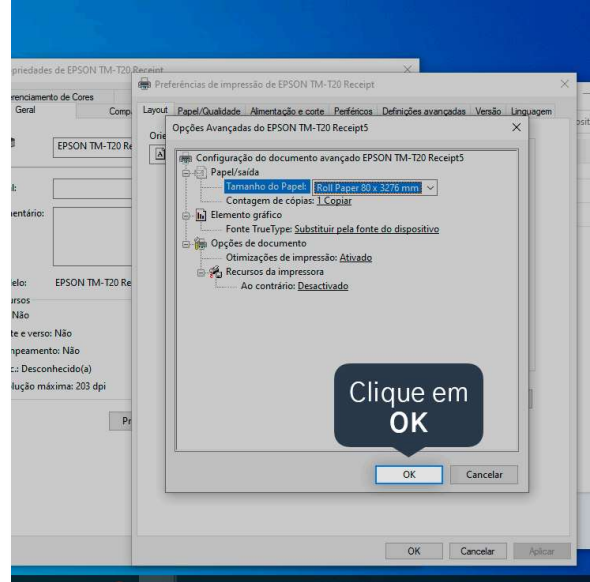 priedades de EPSON TM-T20 Receipt
renciamento de Cores
Geral
Comp
EPSON TM-T20 Re
l:
entário:
elo:
EPSON TM-T20 Re
ursos
Não
te e verso: Não
mpeamento: Não
c.: Desconhecido(a)
lução máxima: 203 dpi
Pr
Preferências de impressão de EPSON TM-T20 Receipt
Layout Papel/Qualidade Alimentação e corte Periféricos Definições avançadas Versão Linguagem
Orie
A
Opções Avançadas do EPSON TM-T20 Receipt5
Configuração do documento avançado EPSON TM-T20 Receipt5
Papel/saída
Tamanho do Papel: Roll Paper 80 x 3276 mm
Contagem de cópias: 1 Copiar
Elemento gráfico
Fonte TrueType: Substituir pela fonte do dispositivo
Opções de documento
Otimizações de impressão: Ativado
Recursos da impressora
Ao contrário: Desactivado
Clique em
OK
OK Cancelar
OK Cancelar Aplicar